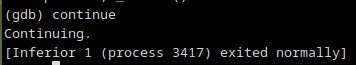 (gdb) continue
Continuing.
[Inferior 1 (process 3417) exited normally]